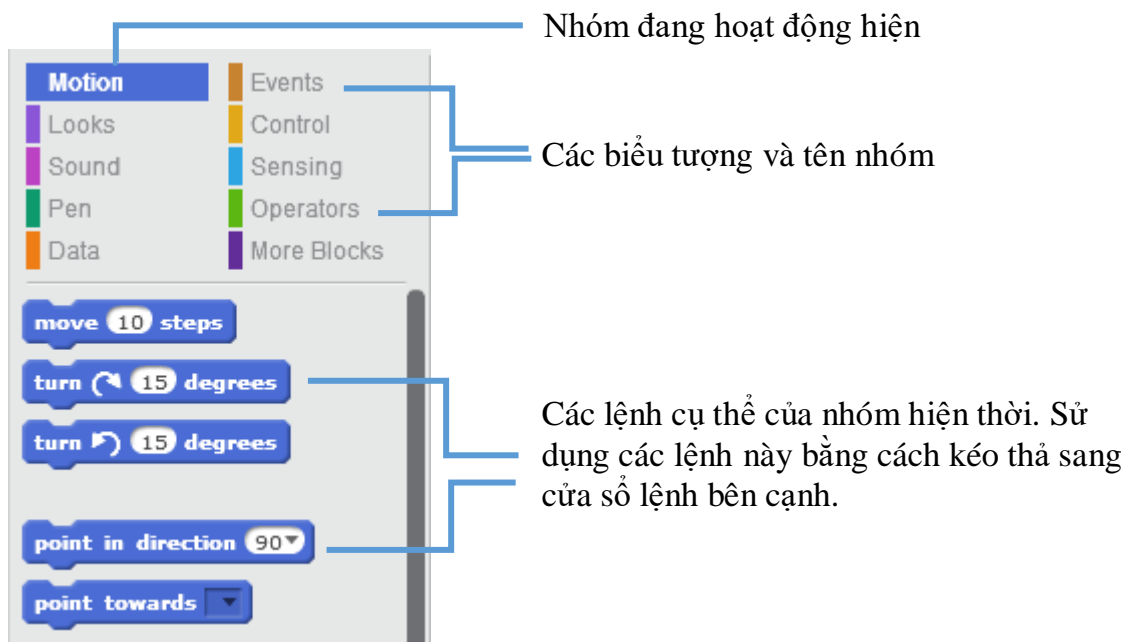 Nhóm đang hoạt động hiện
Motion
Events
Looks
Control
Sound
Sensing
Pen
Operators
Data
More Blocks
Các biểu tượng và tên nhóm
move 10 steps
turn 15 degrees
turn 15 degrees
point in direction 90
point towards
Các lệnh cụ thể của nhóm hiện thời. Sử
dụng các lệnh này bằng cách kéo thả sang
cửa sổ lệnh bên cạnh.